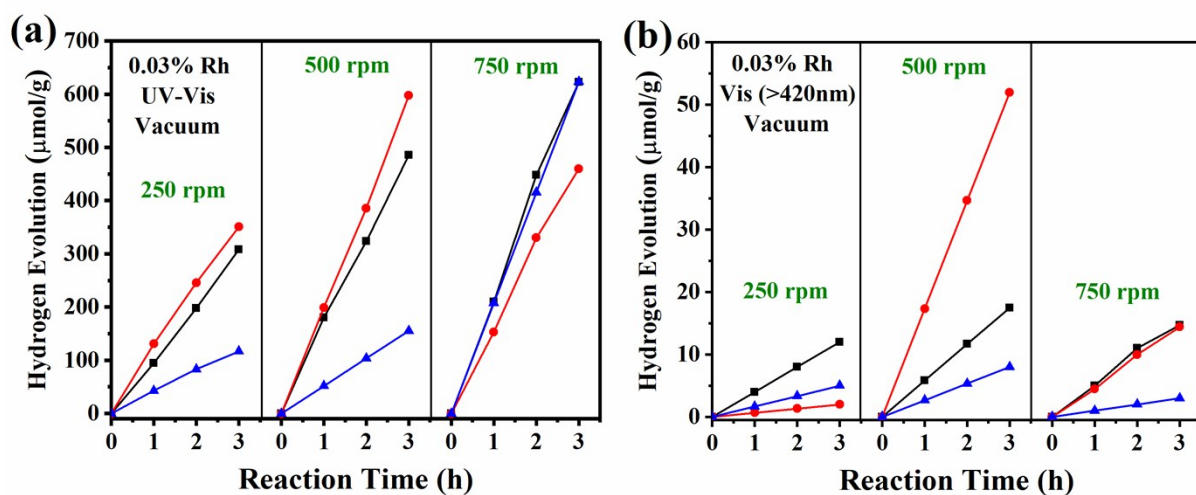 (a)
Hydrogen Evolution (μmol/g)
700
600
500
400
300
200
100
0
0.03% Rh
UV-Vis
Vacuum
250 rpm
500 rpm
750 rpm
0 1 2 3 0 1 2 3 0 1 2 3
Reaction Time (h)
(b)
Hydrogen Evolution (μmol/g)
60
50
40
30
20
10
0
0.03% Rh
Vis (>420nm)
Vacuum
250 rpm
500 rpm
750 rpm
0 1 2 3 0 1 2 3 0 1 2 3
Reaction Time (h)